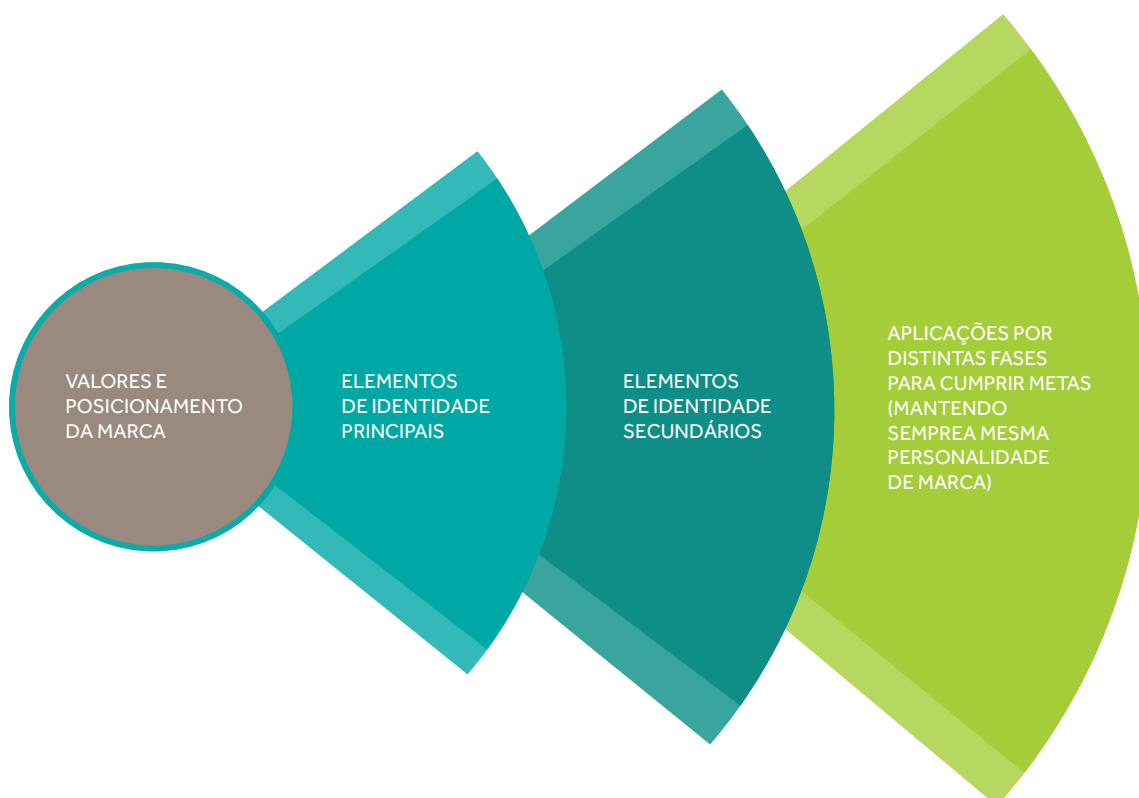 VALORES E
POSICIONAMENTO
DA MARCA
ELEMENTOS
DE IDENTIDADE
PRINCIPAIS
ELEMENTOS
DE IDENTIDADE
SECUNDÁRIOS
APLICAÇÕES POR
DISTINTAS FASES
PARA CUMPRIR METAS
(MANTENDO
SEMPREA MESMA
PERSONALIDADE
DE MARCA)